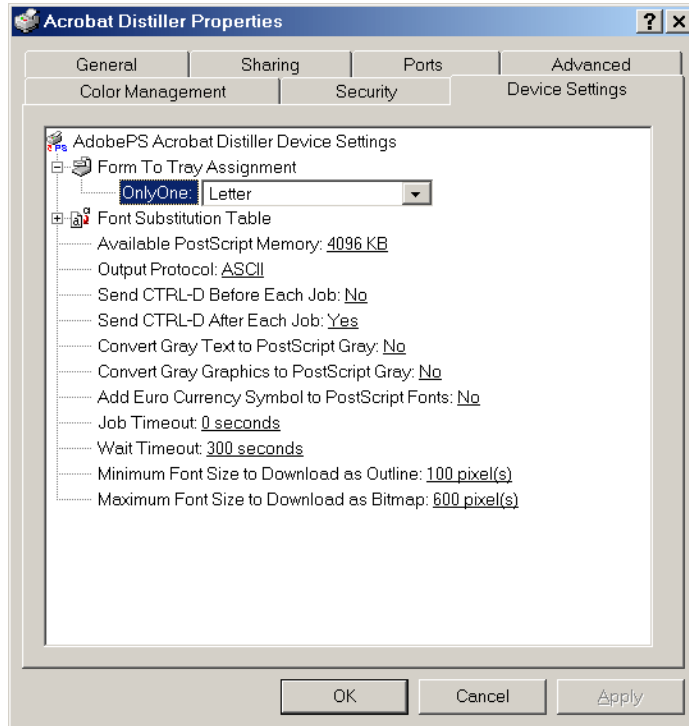 Acrobat Distiller Properties
General Sharing Ports Advanced
Color Management Security Device Settings
AdobePS Acrobat Distiller Device Settings
Form To Tray Assignment
OnlyOne: Letter
Font Substitution Table
Available PostScript Memory: 4096 KB
Output Protocol: ASCII
Send CTRL-D Before Each Job: No
Send CTRL-D After Each Job: Yes
Convert Gray Text to PostScript Gray: No
Convert Gray Graphics to PostScript Gray: No
Add Euro Currency Symbol to PostScript Fonts: No
Job Timeout: 0 seconds
Wait Timeout: 300 seconds
Minimum Font Size to Download as Outline: 100 pixel(s)
Maximum Font Size to Download as Bitmap: 600 pixel(s)
OK Cancel Apply